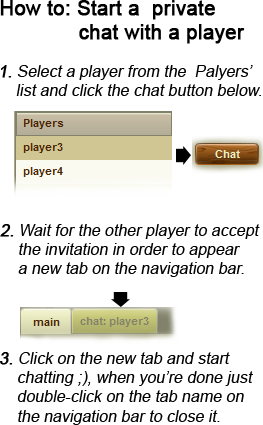 How to: Start a private
chat with a player
1. Select a player from the Palyers'
list and click the chat button below.
Players
player3
Chat
player4
2. Wait for the other player to accept
the invitation in order to appear
a new tab on the navigation bar.
main chat: player3
3. Click on the new tab and start
chatting ;), when you're done just
double-click on the tab name on
the navigation bar to close it.